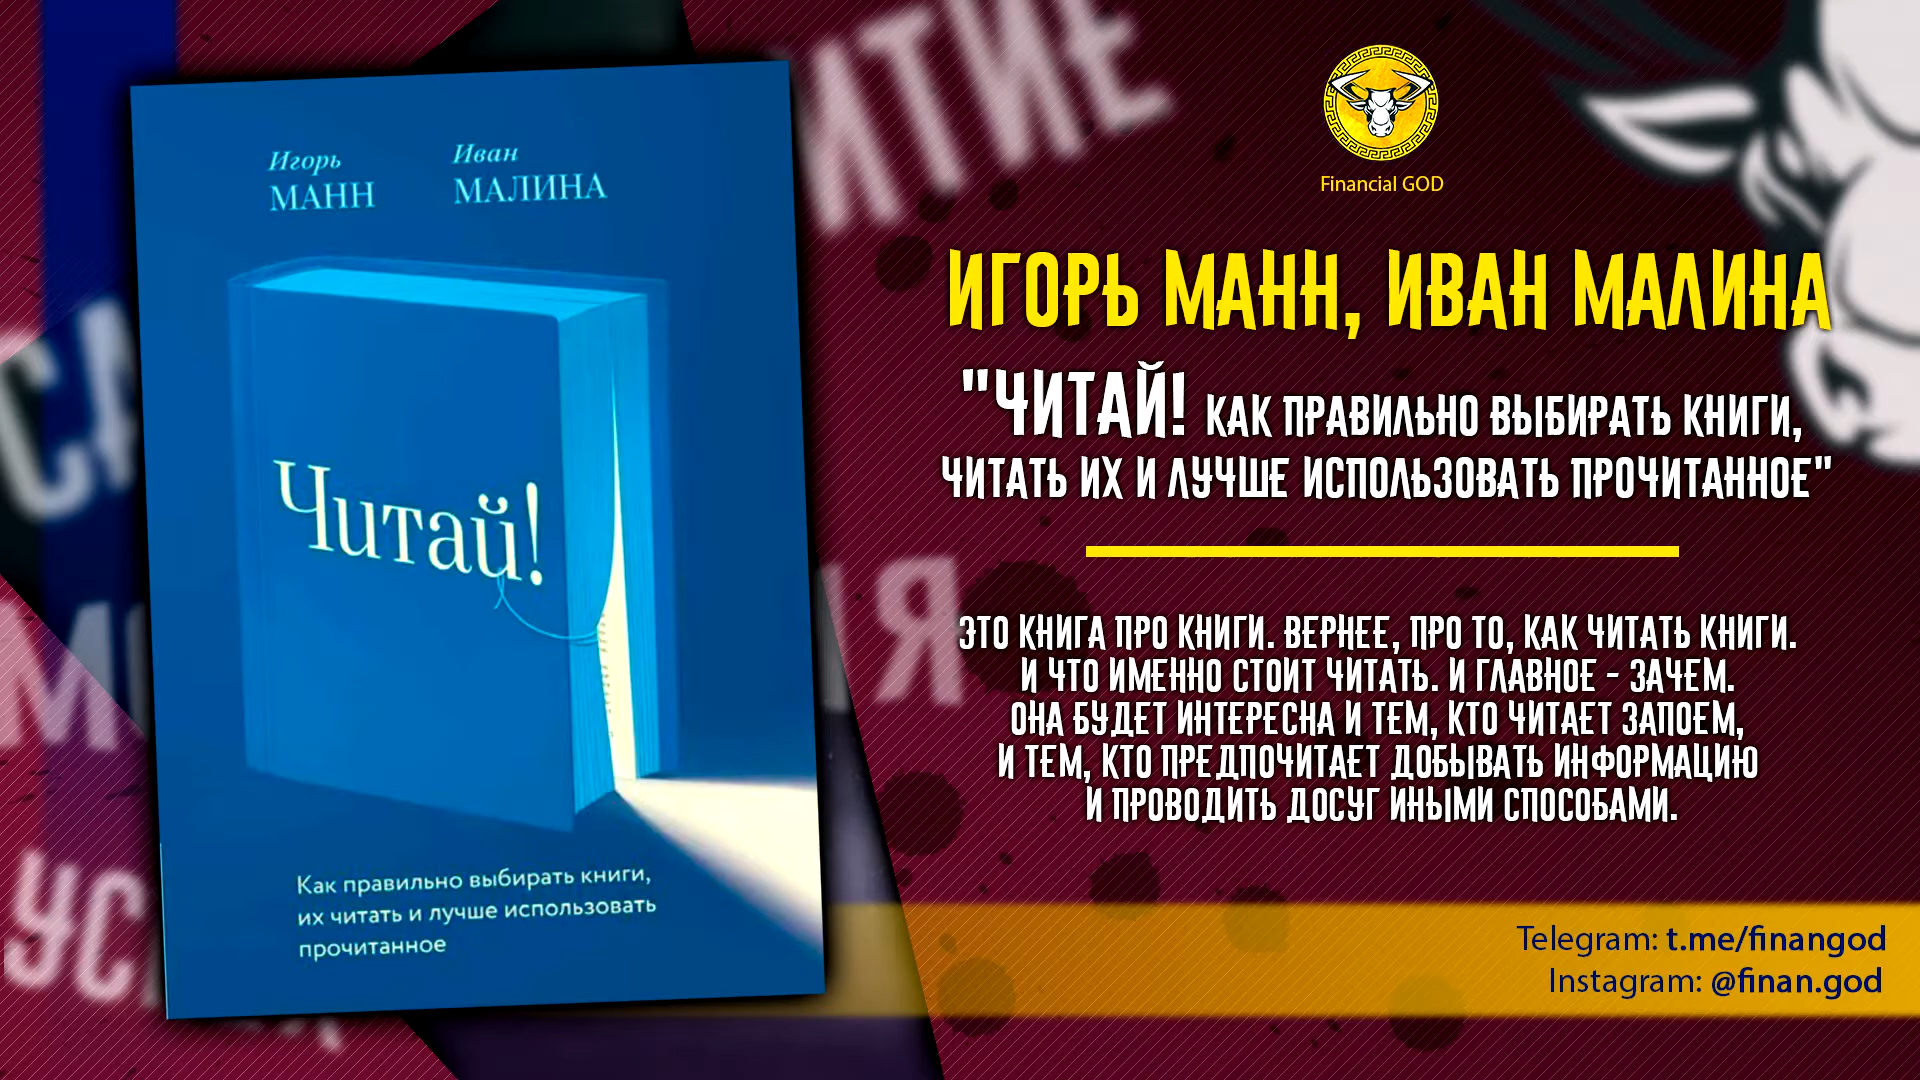 Игорь
МАНН
Иван
МАЛИНА
Читай!
Как правильно выбирать книги,
их читать и лучше использовать
прочитанное
Financial GOD
ИГОРЬ МАНН, ИВАН МАЛИНА
"ЧИТАЙ! КАК ПРАВИЛЬНО ВЫБИРАТЬ КНИГИ,
ЧИТАТЬ ИХ И ЛУЧШЕ ИСПОЛЬЗОВАТЬ ПРОЧИТАННОЕ"
ЭТО КНИГА ПРО КНИГИ. ВЕРНЕЕ, ПРО ТО, КАК ЧИТАТЬ КНИГИ.
И ЧТО ИМЕННО СТОИТ ЧИТАТЬ. И ГЛАВНОЕ - ЗАЧЕМ.
ОНА БУДЕТ ИНТЕРЕСНА И ТЕМ, КТО ЧИТАЕТ ЗАПОЕМ,
И ТЕМ, КТО ПРЕДПОЧИТАЕТ ДОБЫВАТЬ ИНФОРМАЦИЮ
И ПРОВОДИТЬ ДОСУГ ИНЫМИ СПОСОБАМИ.
Telegram: t.me/finangod
Instagram: @finan.god